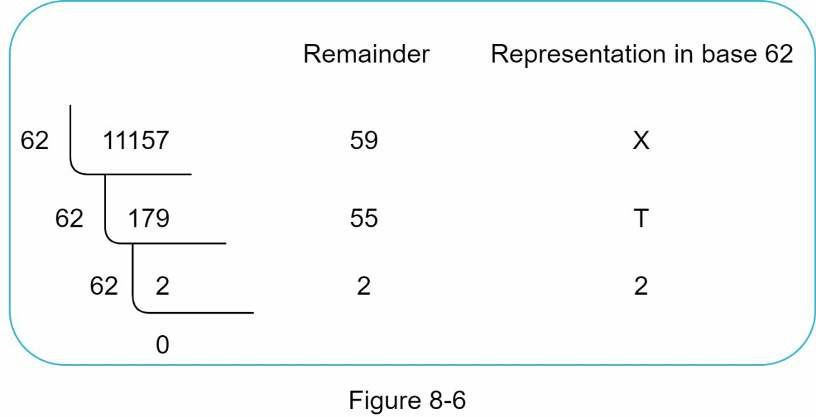 Remainder Representation in base 62
62 11157 59 X
62 179 55 T
62 2 2 2
0
Figure 8-6